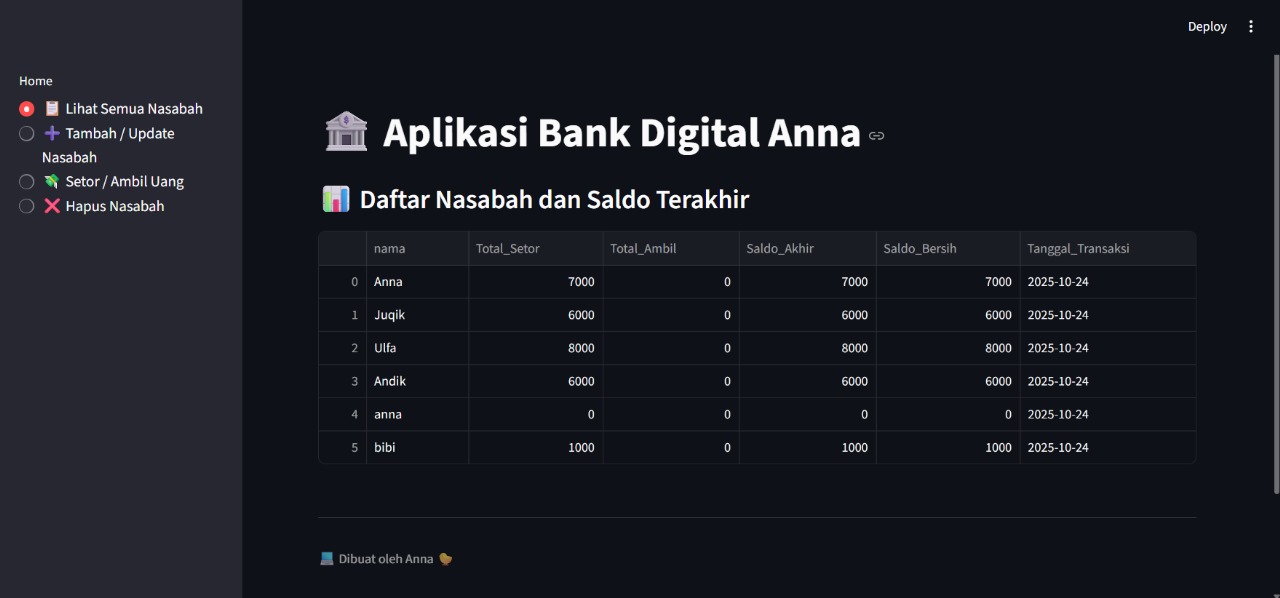 Deploy
Home
Lihat Semua Nasabah
Tambah / Update
Nasabah
Setor / Ambil Uang
Hapus Nasabah
Aplikasi Bank Digital Anna
Daftar Nasabah dan Saldo Terakhir
nama Total_Setor Total_Ambil Saldo_Akhir Saldo_Bersih Tanggal_Transaksi
0 Anna 7000 0 7000 7000 2025-10-24
1 Juqik 6000 0 6000 6000 2025-10-24
2 Ulfa 8000 0 8000 8000 2025-10-24
3 Andik 6000 0 6000 6000 2025-10-24
4 anna 0 0 0 0 2025-10-24
5 bibi 1000 0 1000 1000 2025-10-24
Dibuat oleh Anna